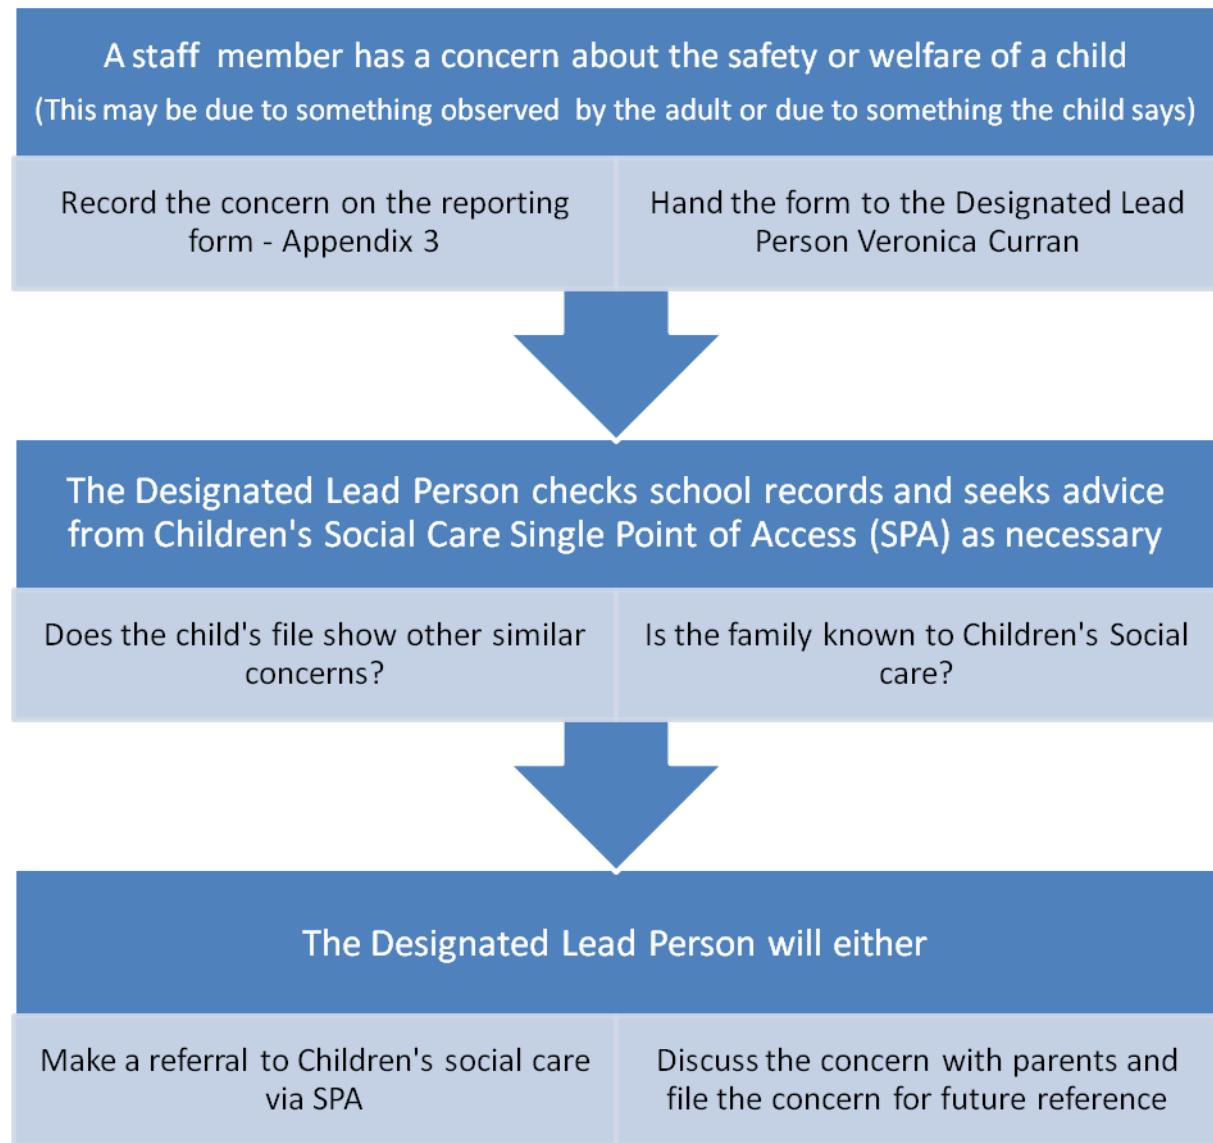 A staff member has a concern about the safety or welfare of a child
(This may be due to something observed by the adult or due to something the child says)
Record the concern on the reporting
form - Appendix 3
Hand the form to the Designated Lead
Person Veronica Curran
The Designated Lead Person checks school records and seeks advice
from Children's Social Care Single Point of Access (SPA) as necessary
Does the child's file show other similar
concerns?
Is the family known to Children's Social
care?
The Designated Lead Person will either
Make a referral to Children's social care
via SPA
Discuss the concern with parents and
file the concern for future reference